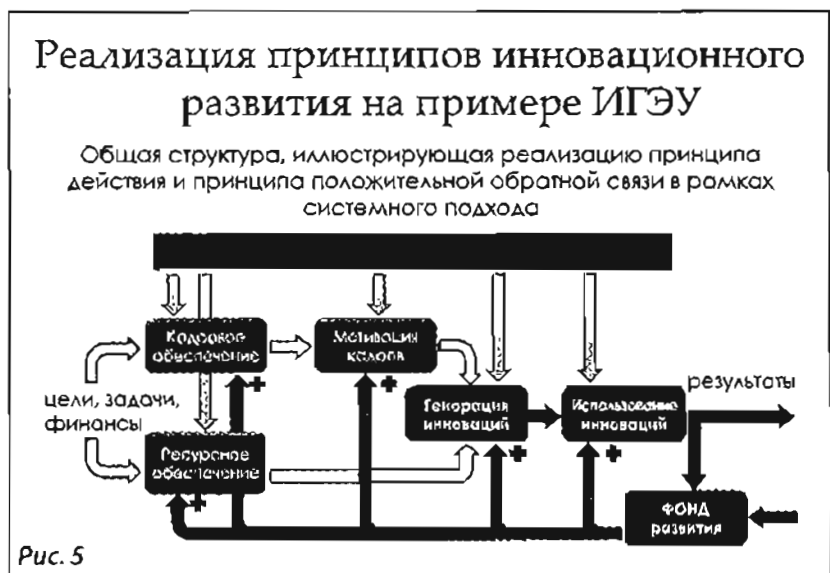 Реализация принципов инновационного
развития на примере ИГЭУ
Общая структура, иллюстрирующая реализацию принципа
действия и принципа положительной обратной связи в рамках
системного подхода
Кадровое
обеспечение
Мотивация
кадров
цели, задачи,
финансы
Ресурсное
обеспечение
Генерация
инноваций
Использование
инноваций
результаты
+
+
+
+
+
ФОНД
развития
Рис. 5